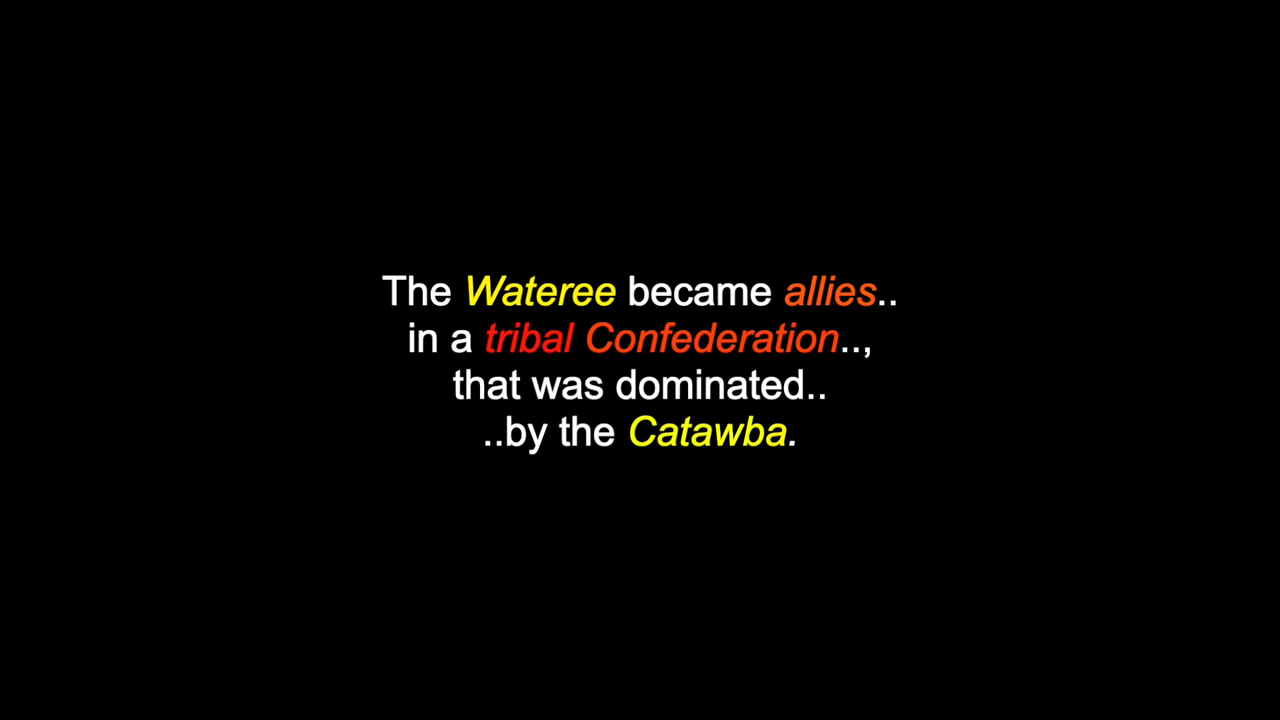 The Wateree became allies..
in a tribal Confederation..,
that was dominated..
..by the Catawba.